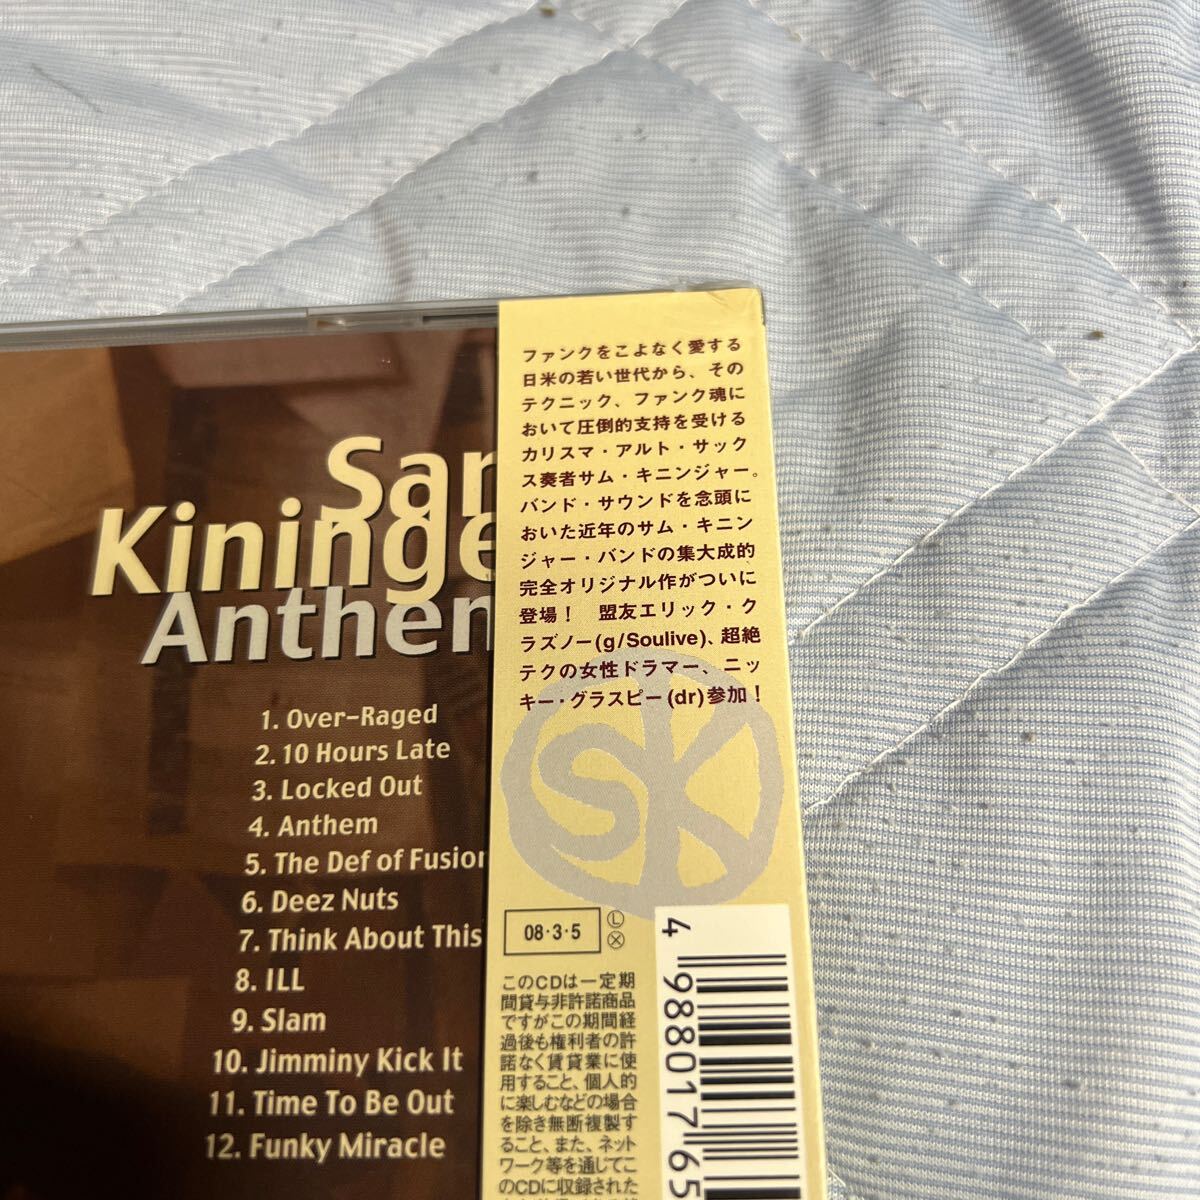 San
Kininge
Anthem
1. Over-Raged
2. 10 Hours Late
3. Locked Out
4. Anthem
5. The Def of Fusion
6. Deez Nuts
7. Think About This
8. ILL
9. Slam
10. Jimminy Kick It
11. Time To Be Out
12. Funky Miracle
ファンクをこよなく愛する
日米の若い世代から、その
テクニック、ファンク魂に
おいて圧倒的支持を受ける
カリスマ・アルト・サック
ス奏者サム・キニンジャー。
バンド・サウンドを念頭に
おいた近年のサム・キニン
ジャー・バンドの集大成的
完全オリジナル作がついに
登場！ 盟友エリック・ク
ラズノー(g/Soulive)、超絶
テクの女性ドラマー、ニッ
キー・グラスピー(dr)参加！
SK
08・3・5
Ⓛ
ⓧ
このCDは一定期
間貸与非許諾商品
ですがこの期間経
過後も権利者の許
諾なく賃貸業に使
用すること、個人的
に楽しむなどの場合
を除き無断複製す
ること、また、ネット
ワーク等を通じてこ
のCDに収録された
4 98801765